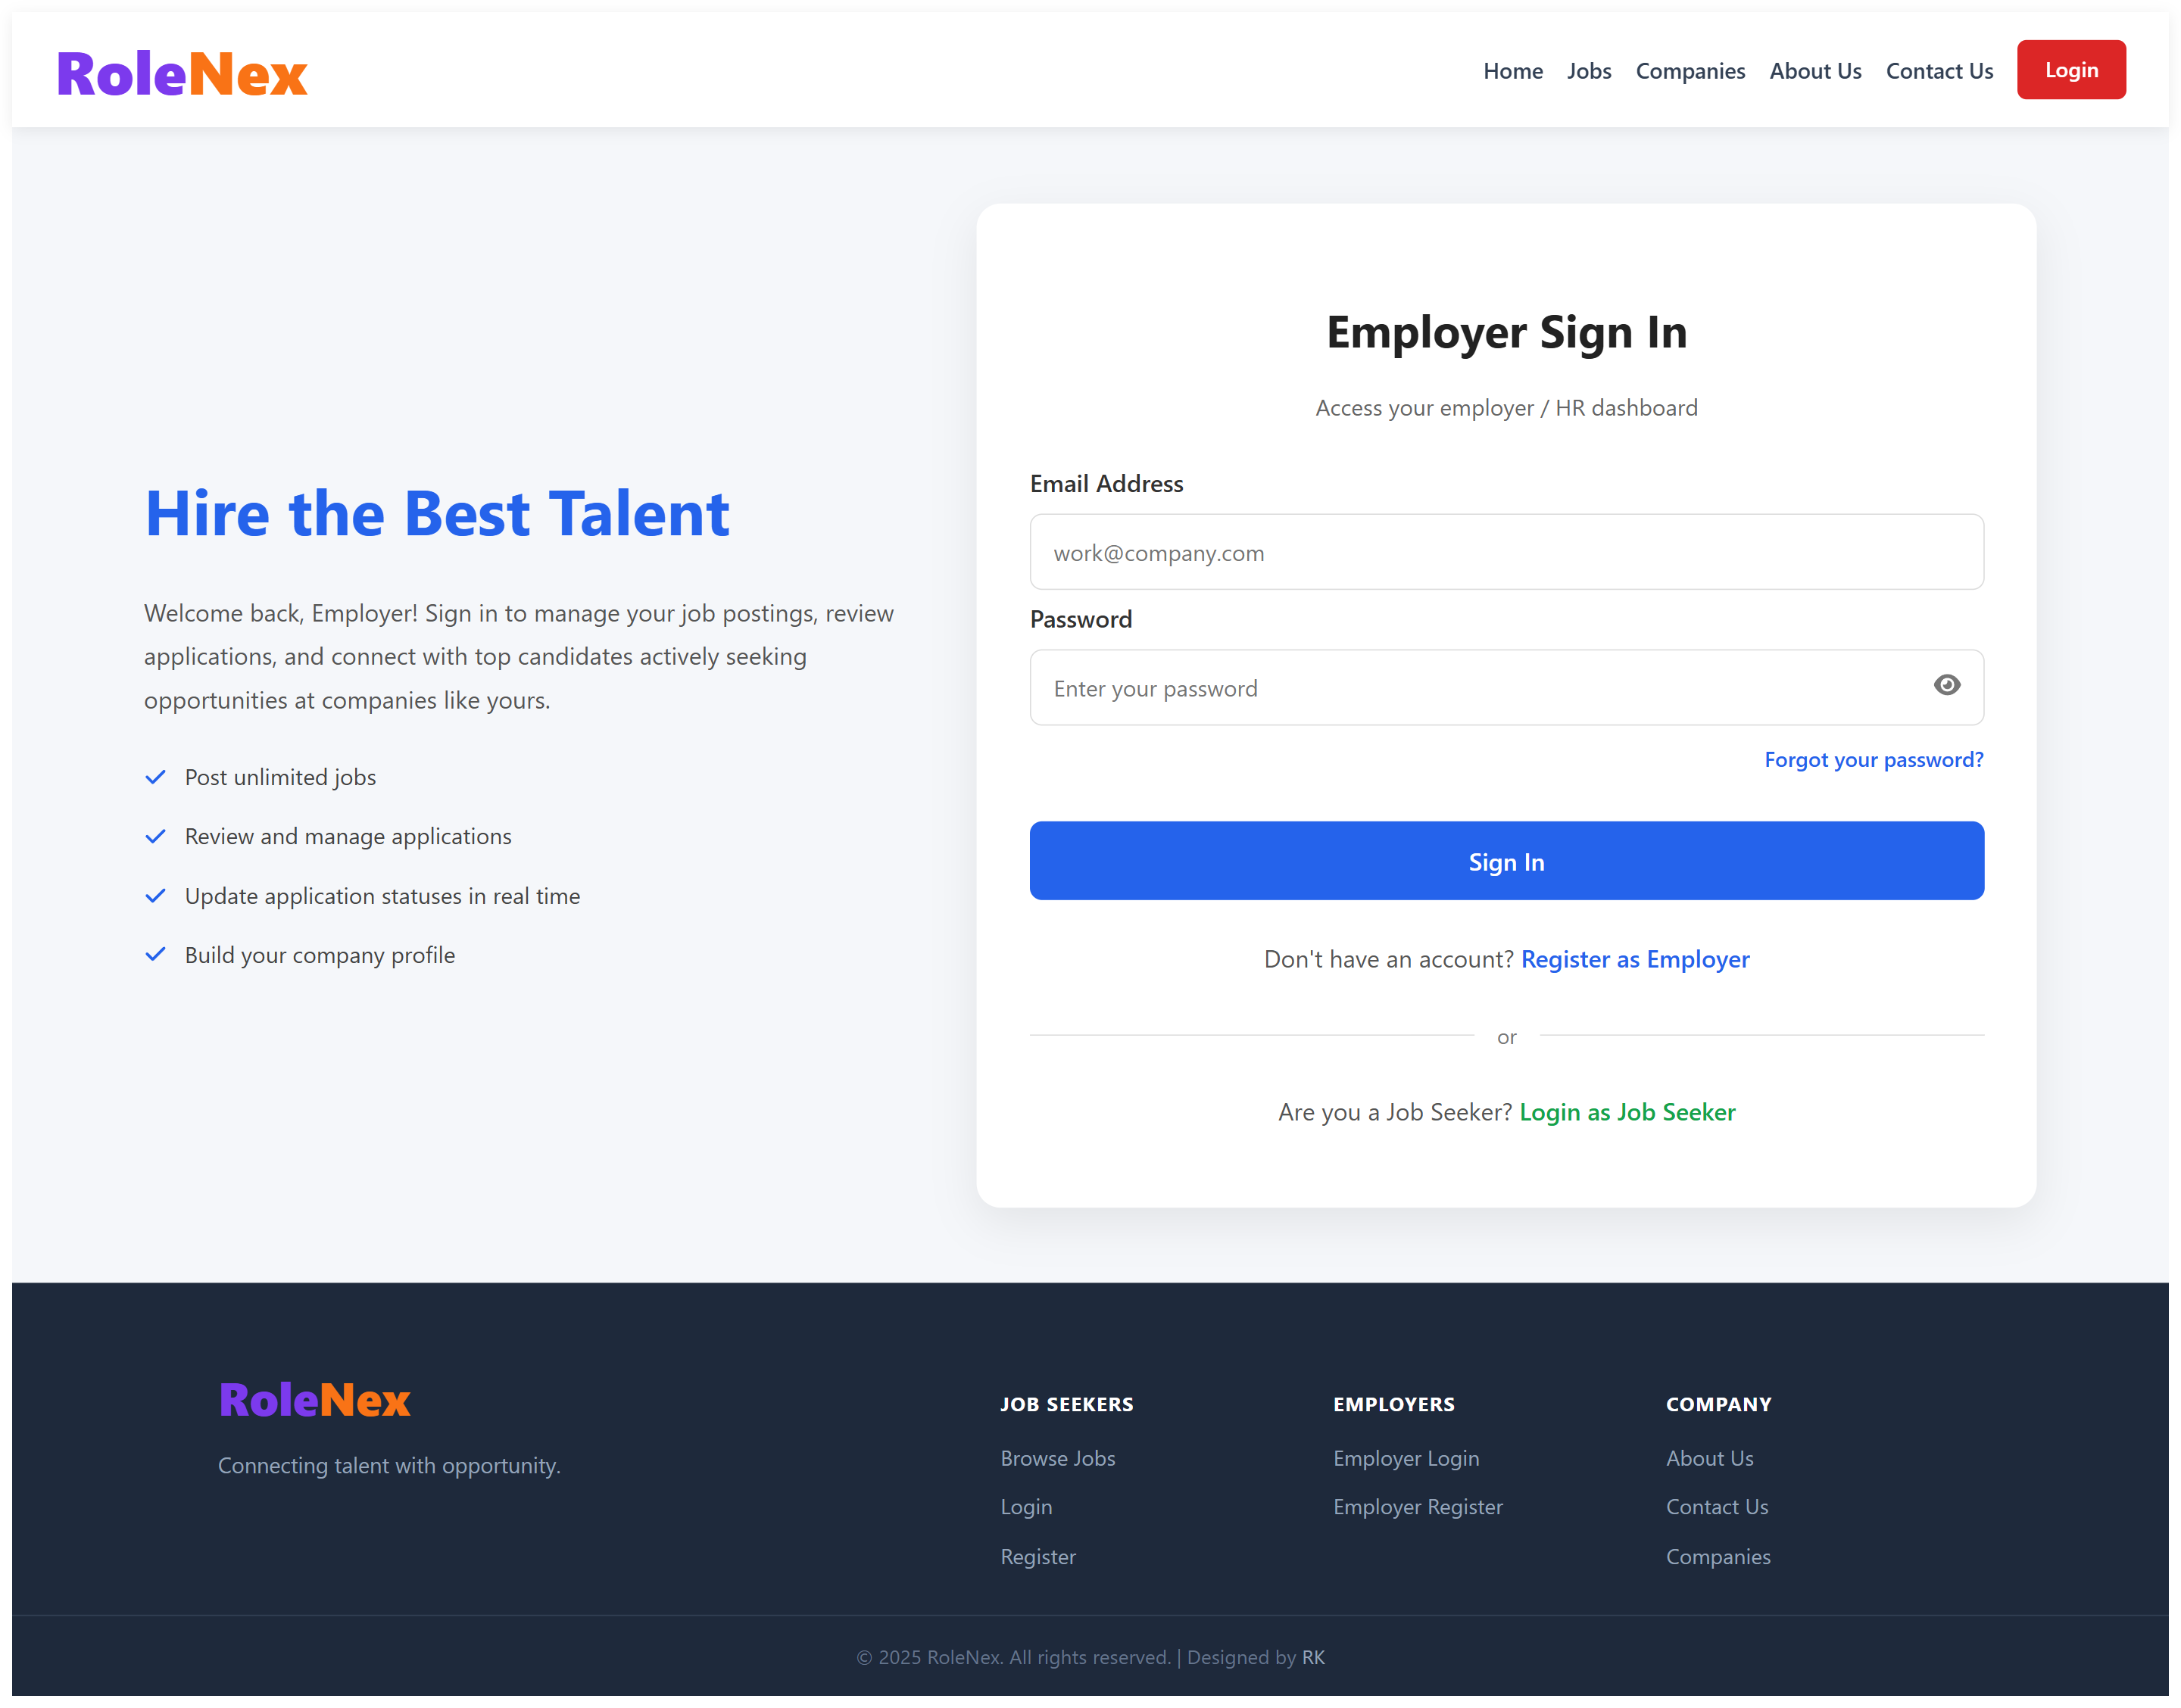 RoleNex
Home Jobs Companies About Us Contact Us Login
Hire the Best Talent
Welcome back, Employer! Sign in to manage your job postings, review
applications, and connect with top candidates actively seeking
opportunities at companies like yours.
Post unlimited jobs
Review and manage applications
Update application statuses in real time
Build your company profile
Employer Sign In
Access your employer / HR dashboard
Email Address
work@company.com
Password
Enter your password
Forgot your password?
Sign In
Don't have an account? Register as Employer
or
Are you a Job Seeker? Login as Job Seeker
RoleNex
Connecting talent with opportunity.
JOB SEEKERS
Browse Jobs
Login
Register
EMPLOYERS
Employer Login
Employer Register
COMPANY
About Us
Contact Us
Companies
© 2025 RoleNex. All rights reserved. | Designed by RK